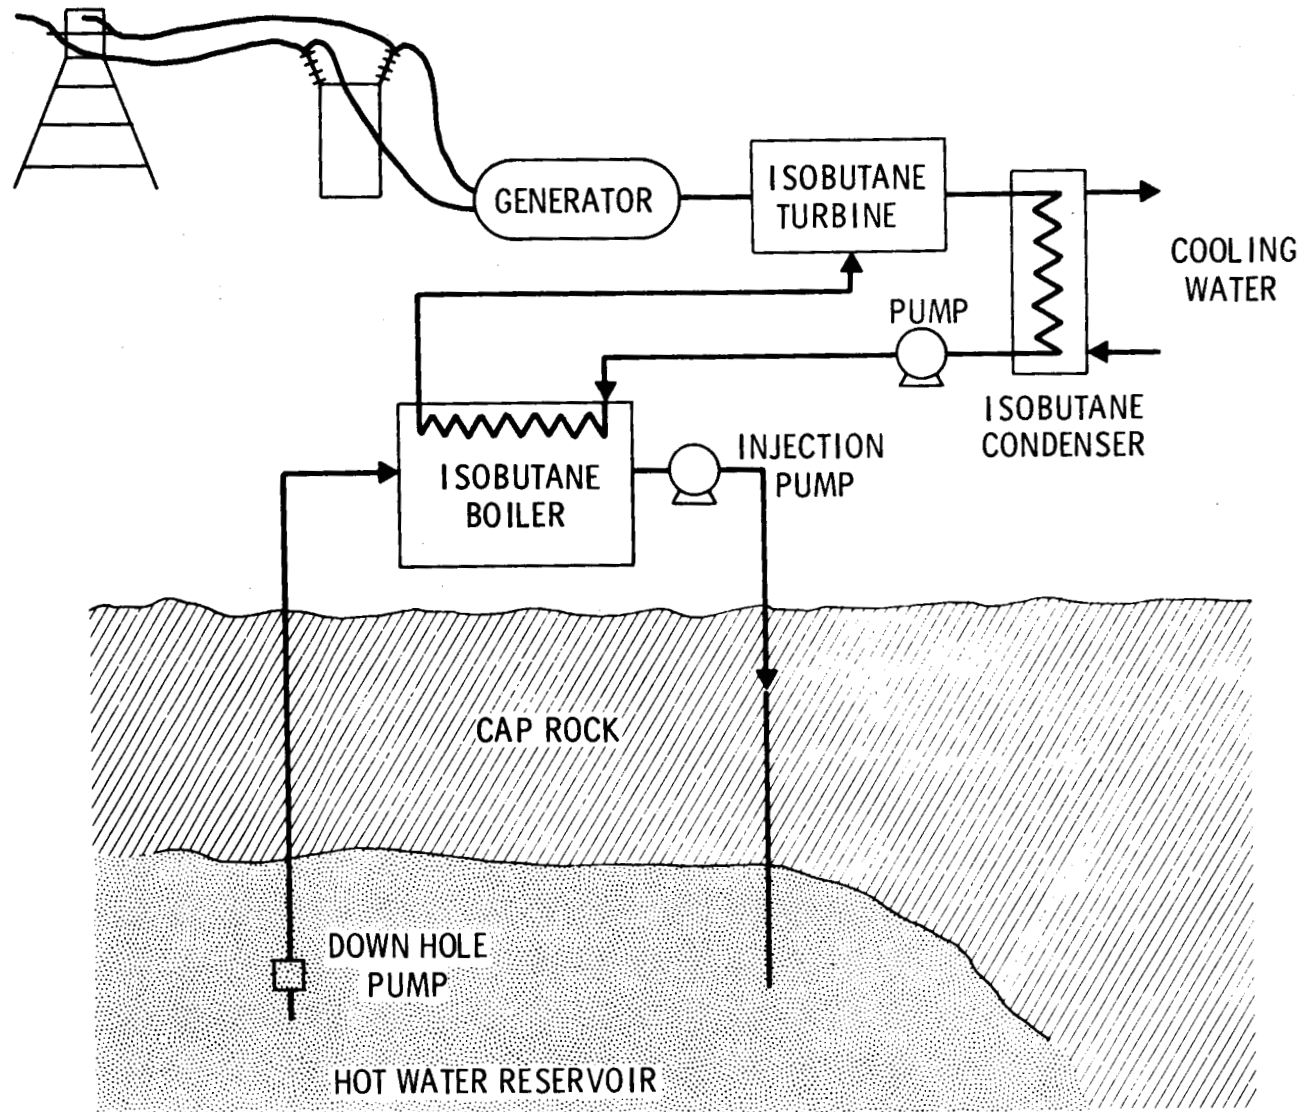 GENERATOR
ISOBUTANE
TURBINE
COOLING
WATER
PUMP
ISOBUTANE
CONDENSER
INJECTION
PUMP
ISOBUTANE
BOILER
CAP ROCK
DOWN HOLE
PUMP
HOT WATER RESERVOIR